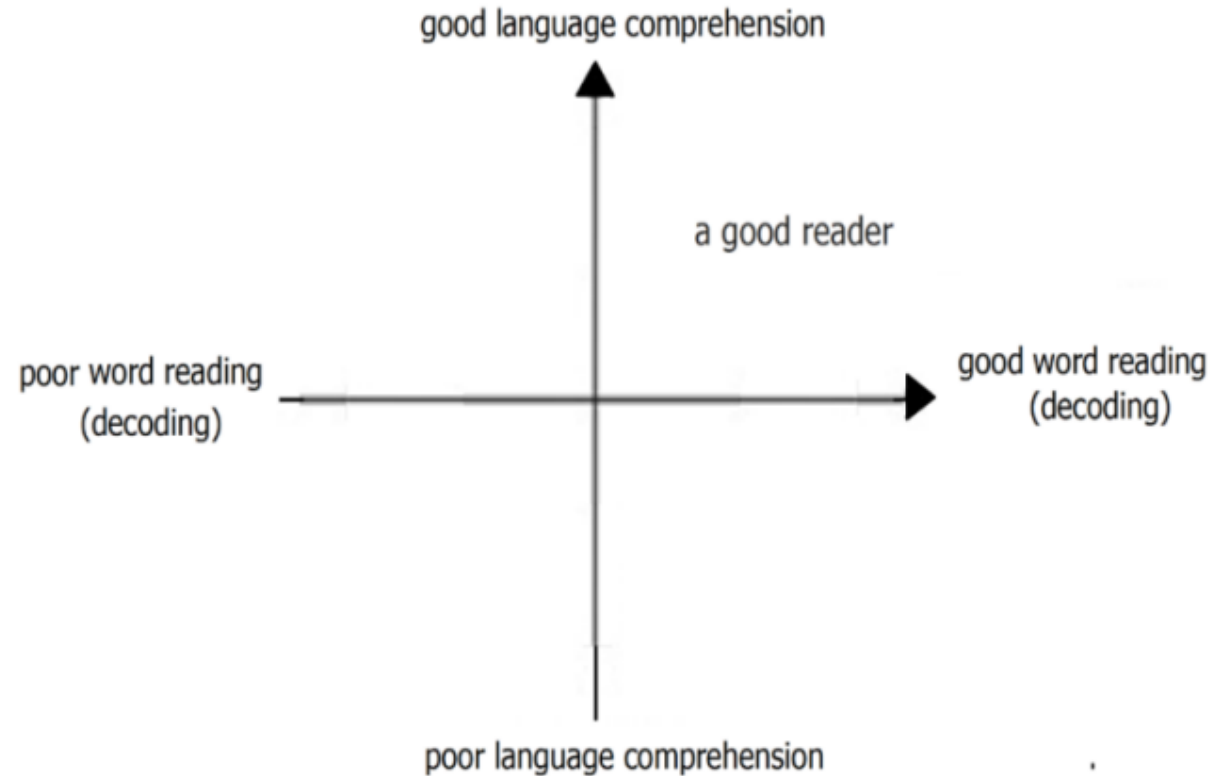 good language comprehension
a good reader
poor word reading
(decoding)
good word reading
(decoding)
poor language comprehension